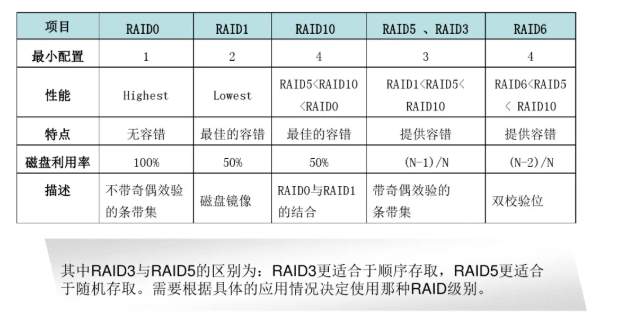 项目 RAID0 RAID1 RAID10 RAID5 、RAID3 RAID6
最小配置 1 2 4 3 4
性能 Highest Lowest RAID5<RAID10 <RAID0 RAID1<RAID5< RAID10 RAID6<RAID5 < RAID10
特点 无容错 最佳的容错 最佳的容错 提供容错 提供容错
磁盘利用率 100% 50% 50% (N-1)/N (N-2)/N
描述 不带奇偶效验的条带集 磁盘镜像 RAID0与RAID1的结合 带奇偶效验的条带集 双校验位
其中RAID3与RAID5的区别为：RAID3更适合于顺序存取，RAID5更适合
于随机存取。需要根据具体的应用情况决定使用那种RAID级别。